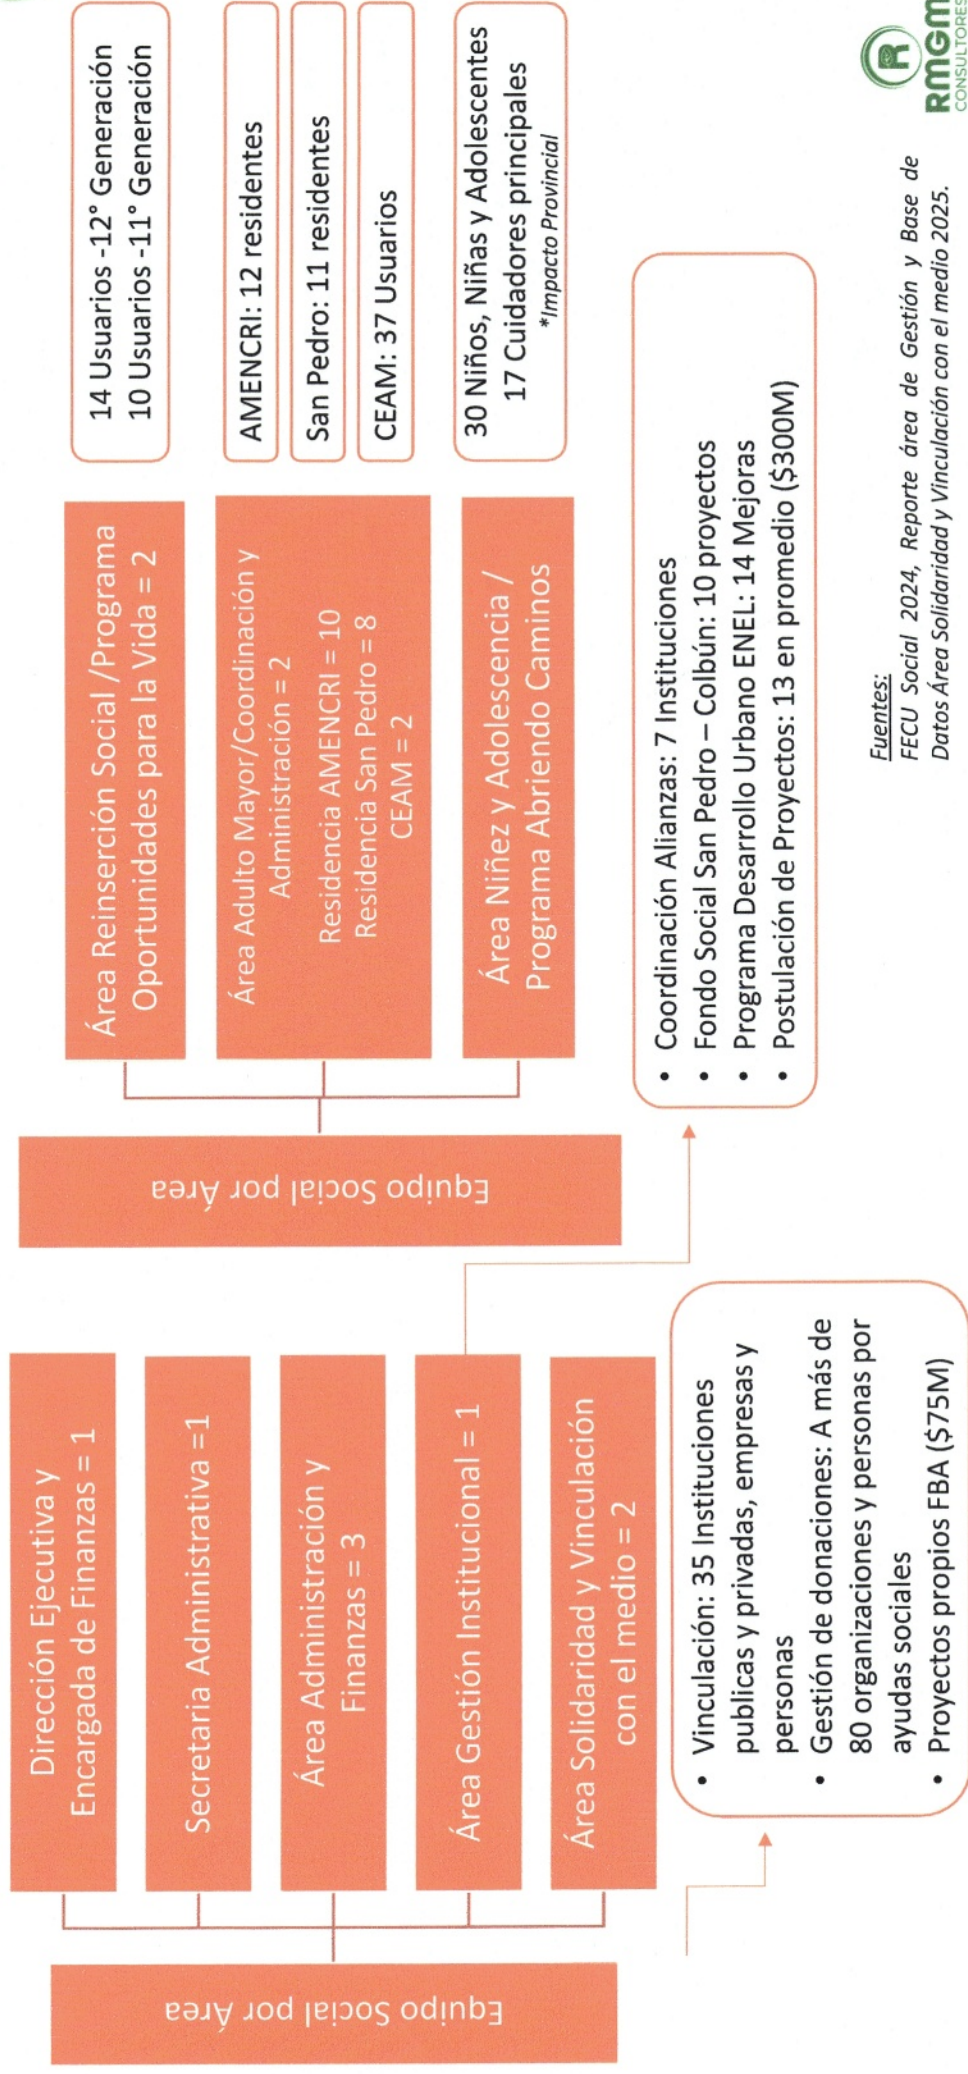 Equipo Social por Área
Dirección Ejecutiva y
Encargada de Finanzas = 1
Secretaria Administrativa =1
Área Administración y
Finanzas = 3
Área Gestión Institucional = 1
Área Solidaridad y Vinculación
con el medio = 2
• Vinculación: 35 Instituciones
publicas y privadas, empresas y
personas
• Gestión de donaciones: A más de
80 organizaciones y personas por
ayudas sociales
• Proyectos propios FBA ($75M)
Equipo Social por Área
Área Reinserción Social /Programa
Oportunidades para la Vida = 2
14 Usuarios -12° Generación
10 Usuarios -11° Generación
Área Adulto Mayor/Coordinación y
Administración = 2
Residencia AMENCRI = 10
Residencia San Pedro = 8
CEAM = 2
AMENCRI: 12 residentes
San Pedro: 11 residentes
CEAM: 37 Usuarios
Área Niñez y Adolescencia /
Programa Abriendo Caminos
30 Niños, Niñas y Adolescentes
17 Cuidadores principales
*Impacto Provincial
• Coordinación Alianzas: 7 Instituciones
• Fondo Social San Pedro – Colbún: 10 proyectos
• Programa Desarrollo Urbano ENEL: 14 Mejoras
• Postulación de Proyectos: 13 en promedio ($300M)
Fuentes:
FECU Social 2024, Reporte área de Gestión y Base de
Datos Área Solidaridad y Vinculación con el medio 2025.
R
RMGM
CONSULTORES